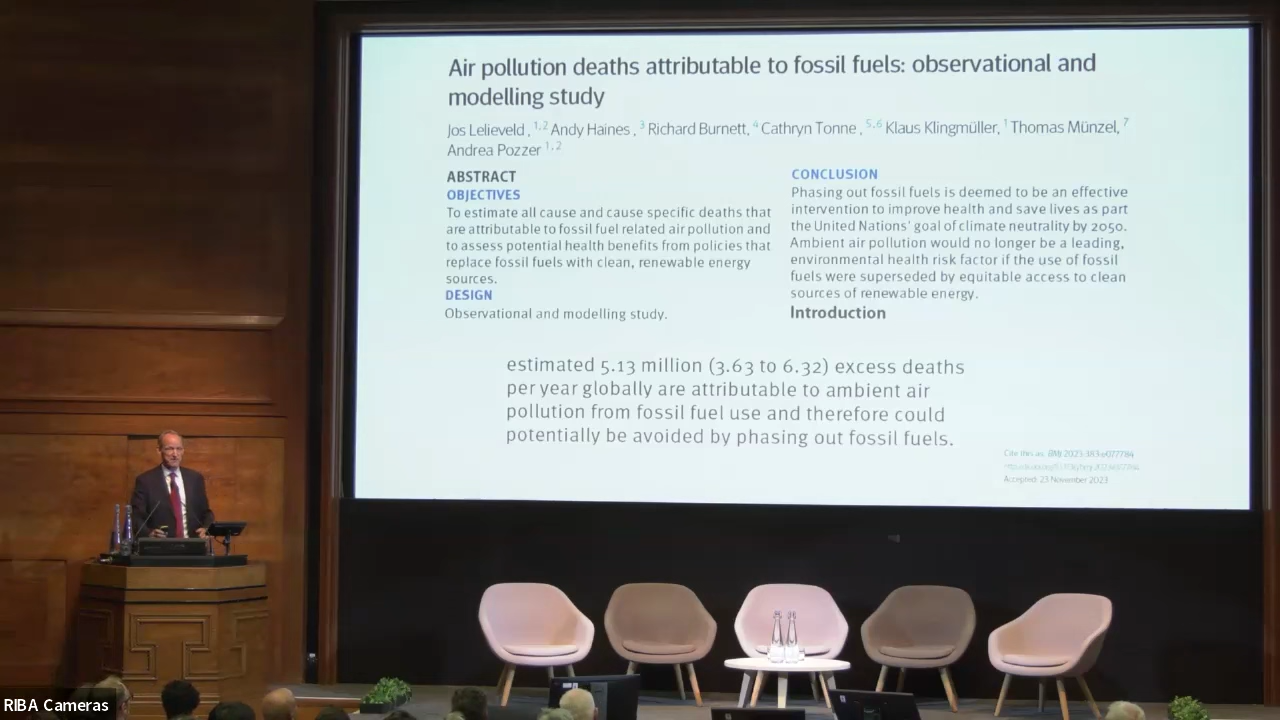 Air pollution deaths attributable to fossil fuels: observational and
modelling study
Jos Lelieveld, 1,2 Andy Haines, 3 Richard Burnett, 4 Cathryn Tonne, 5,6 Klaus Klingmüller, 1 Thomas Münzel, 7
Andrea Pozzer 1,2
ABSTRACT
OBJECTIVES
To estimate all cause and cause specific deaths that
are attributable to fossil fuel related air pollution and
to assess potential health benefits from policies that
replace fossil fuels with clean, renewable energy
sources.
DESIGN
Observational and modelling study.
CONCLUSION
Phasing out fossil fuels is deemed to be an effective
intervention to improve health and save lives as part
the United Nations' goal of climate neutrality by 2050.
Ambient air pollution would no longer be a leading,
environmental health risk factor if the use of fossil
fuels were superseded by equitable access to clean
sources of renewable energy.
Introduction
estimated 5.13 million (3.63 to 6.32) excess deaths
per year globally are attributable to ambient air
pollution from fossil fuel use and therefore could
potentially be avoided by phasing out fossil fuels.
Cite this as: BMJ 2023;383:e077784
Accepted: 23 November 2023
RIBA Cameras